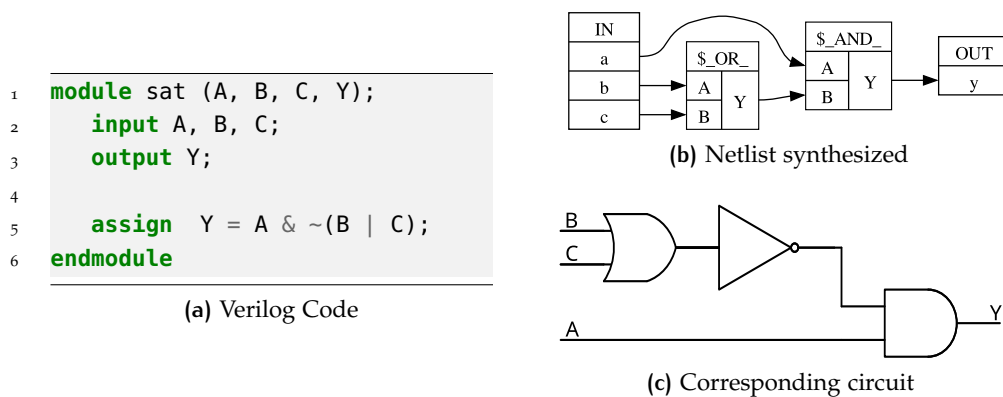 1 module sat (A, B, C, Y);
2 input A, B, C;
3 output Y;
4
5 assign Y = A & ~(B | C);
6 endmodule
(a) Verilog Code
IN
a
b
c
$_OR_
A
B
Y
$_AND_
A
B
Y
OUT
y
(b) Netlist synthesized
B
C
A
Y
(c) Corresponding circuit